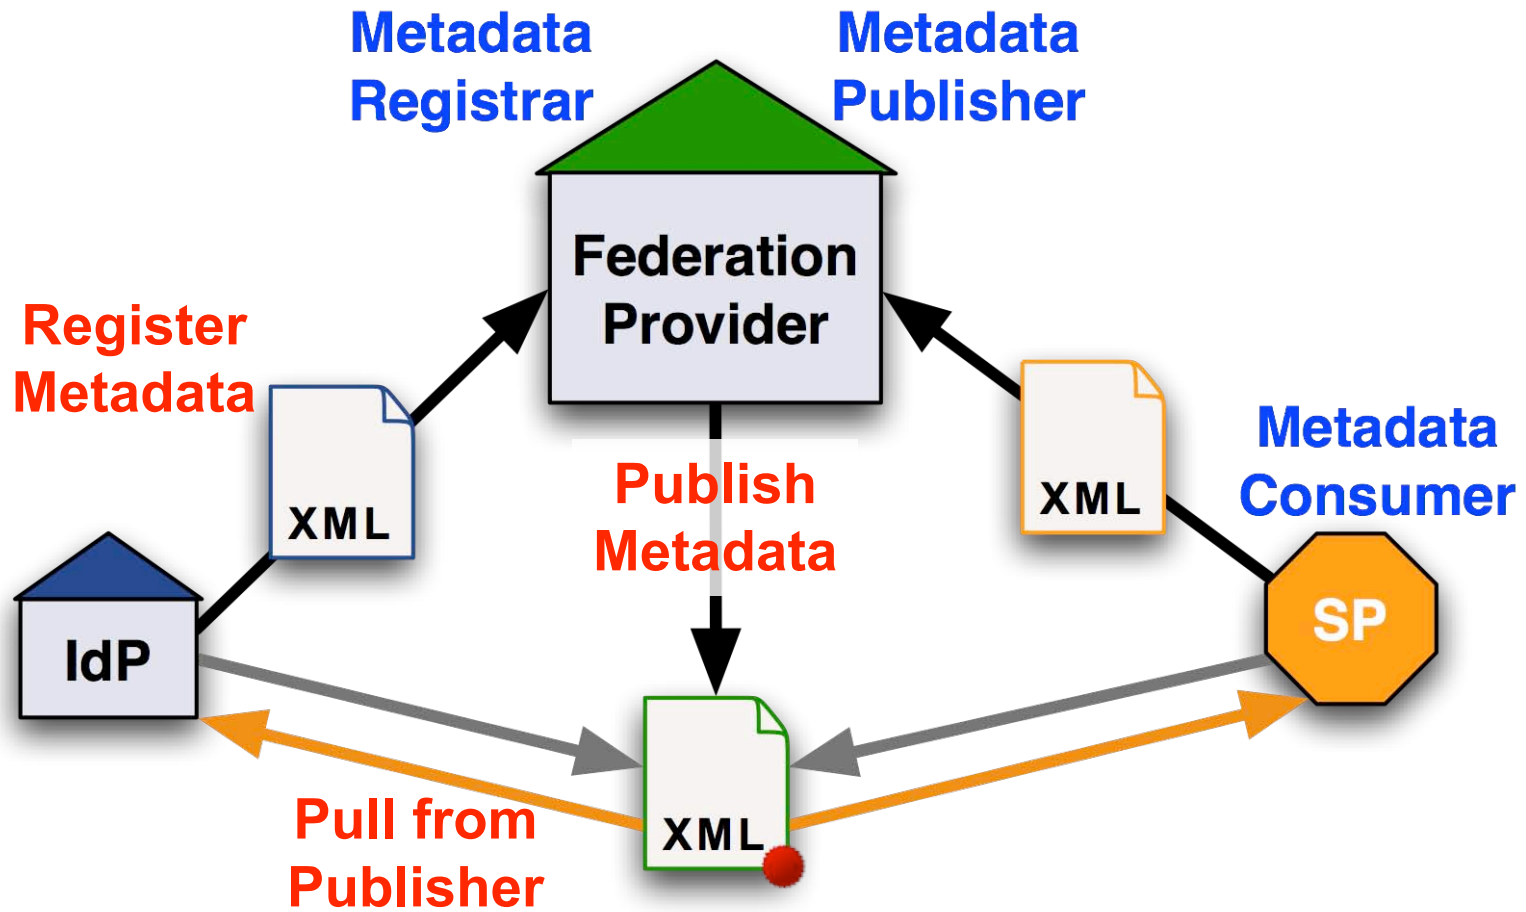 Metadata
Registrar
Metadata
Publisher
Federation
Provider
Register
Metadata
XML
Publish
Metadata
XML
Metadata
Consumer
IdP
SP
XML
Pull from
Publisher